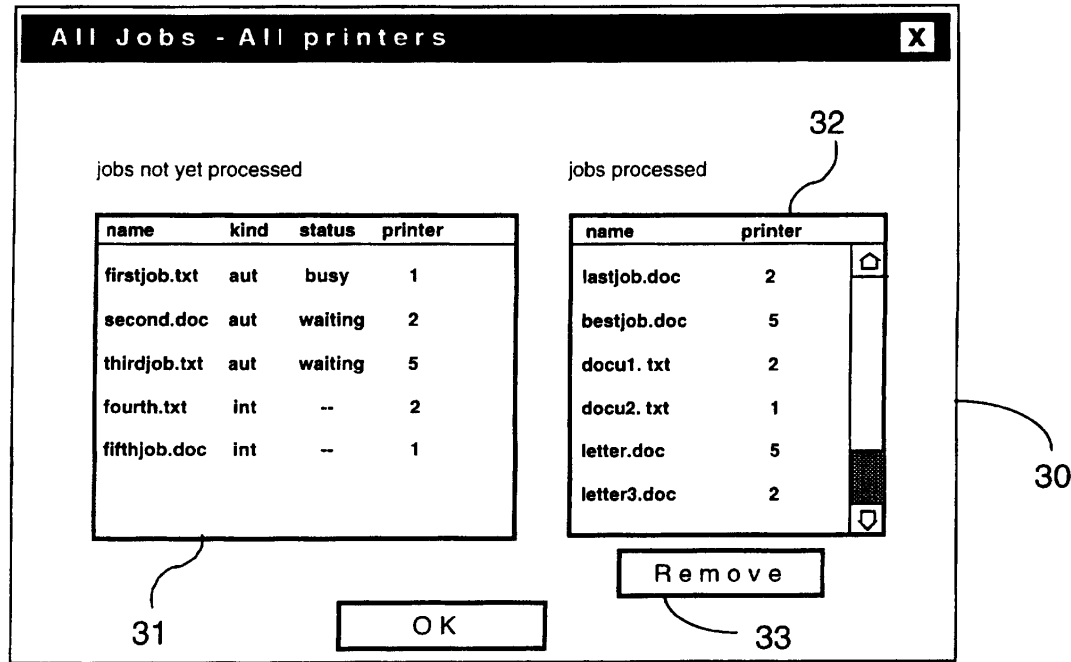 All Jobs - All printers X
32
jobs not yet processed
name kind status printer
firstjob.txt aut busy 1
second.doc aut waiting 2
thirdjob.txt aut waiting 5
fourth.txt int -- 2
fifthjob.doc int -- 1
jobs processed
name printer
lastjob.doc 2
bestjob.doc 5
docu1. txt 2
docu2. txt 1
letter.doc 5
letter3.doc 2
30
Remove
31
OK
33